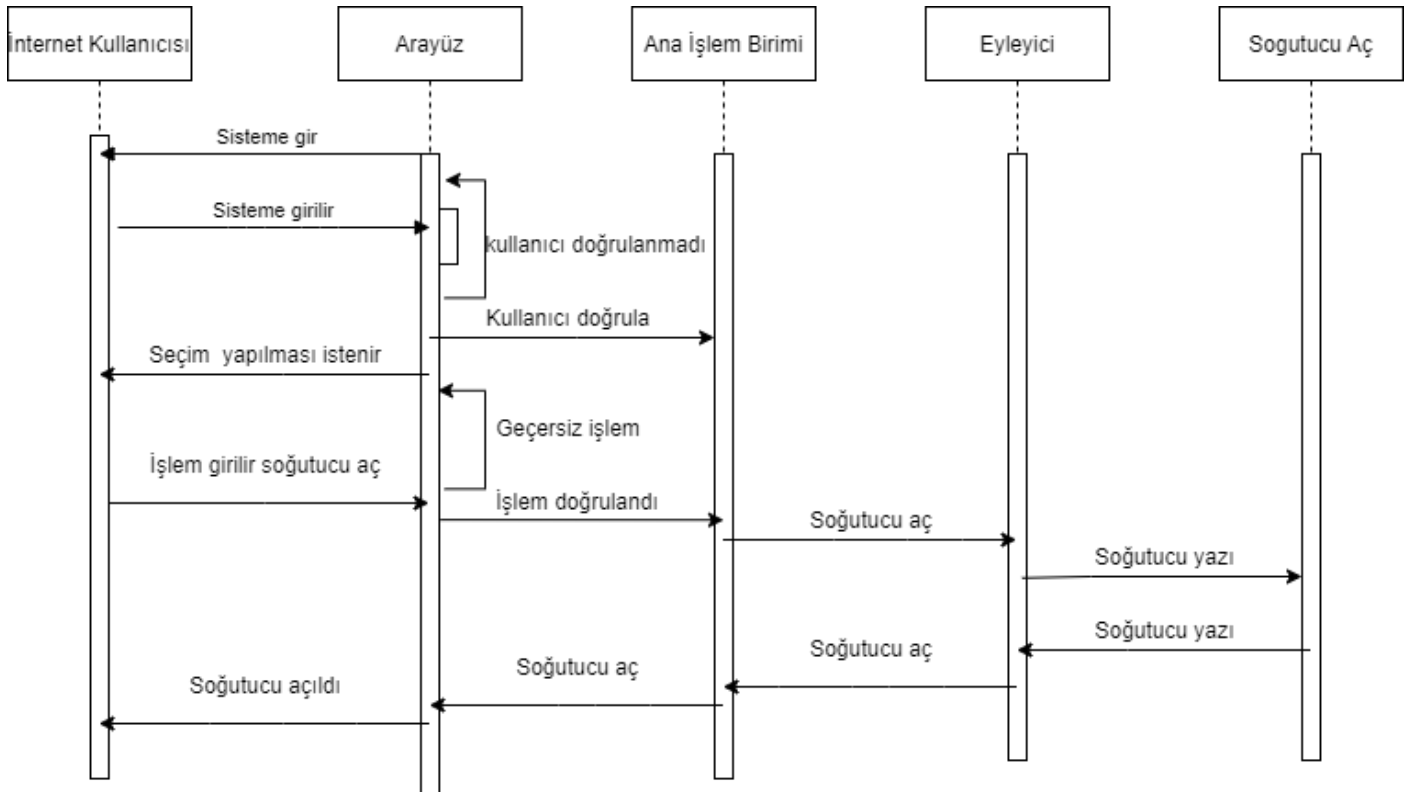 İnternet Kullanıcısı
Arayüz
Ana İşlem Birimi
Eyleyici
Sogutucu Aç
Sisteme gir
Sisteme girilir
kullanıcı doğrulanmadı
Kullanıcı doğrula
Seçim yapılması istenir
Geçersiz işlem
İşlem girilir soğutucu aç
İşlem doğrulandı
Soğutucu aç
Soğutucu yazı
Soğutucu yazı
Soğutucu aç
Soğutucu aç
Soğutucu açıldı